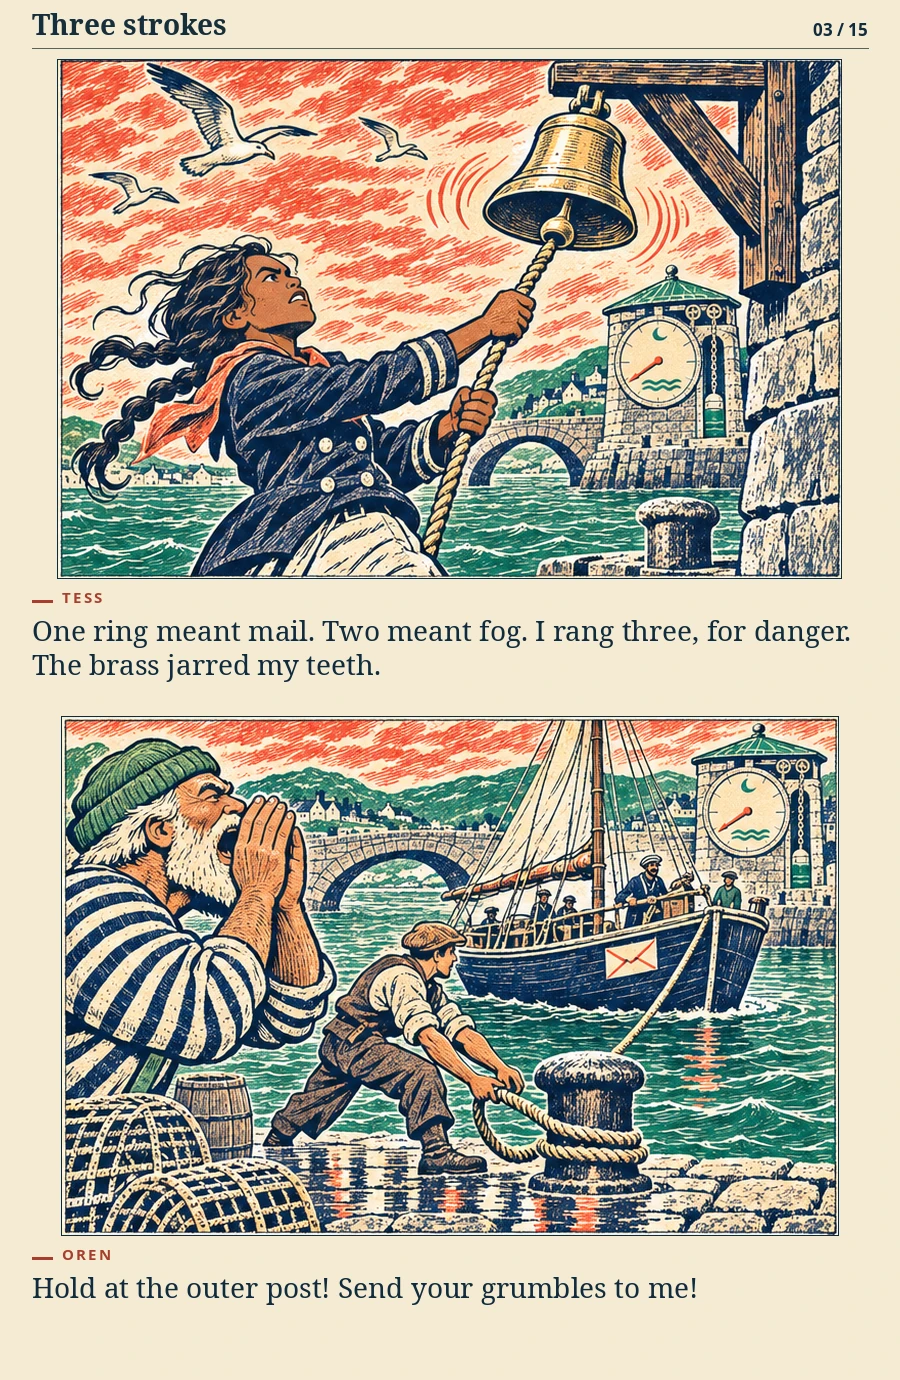 Three strokes
03 / 15
TESS
One ring meant mail. Two meant fog. I rang three, for danger.
The brass jarred my teeth.
OREN
Hold at the outer post! Send your grumbles to me!